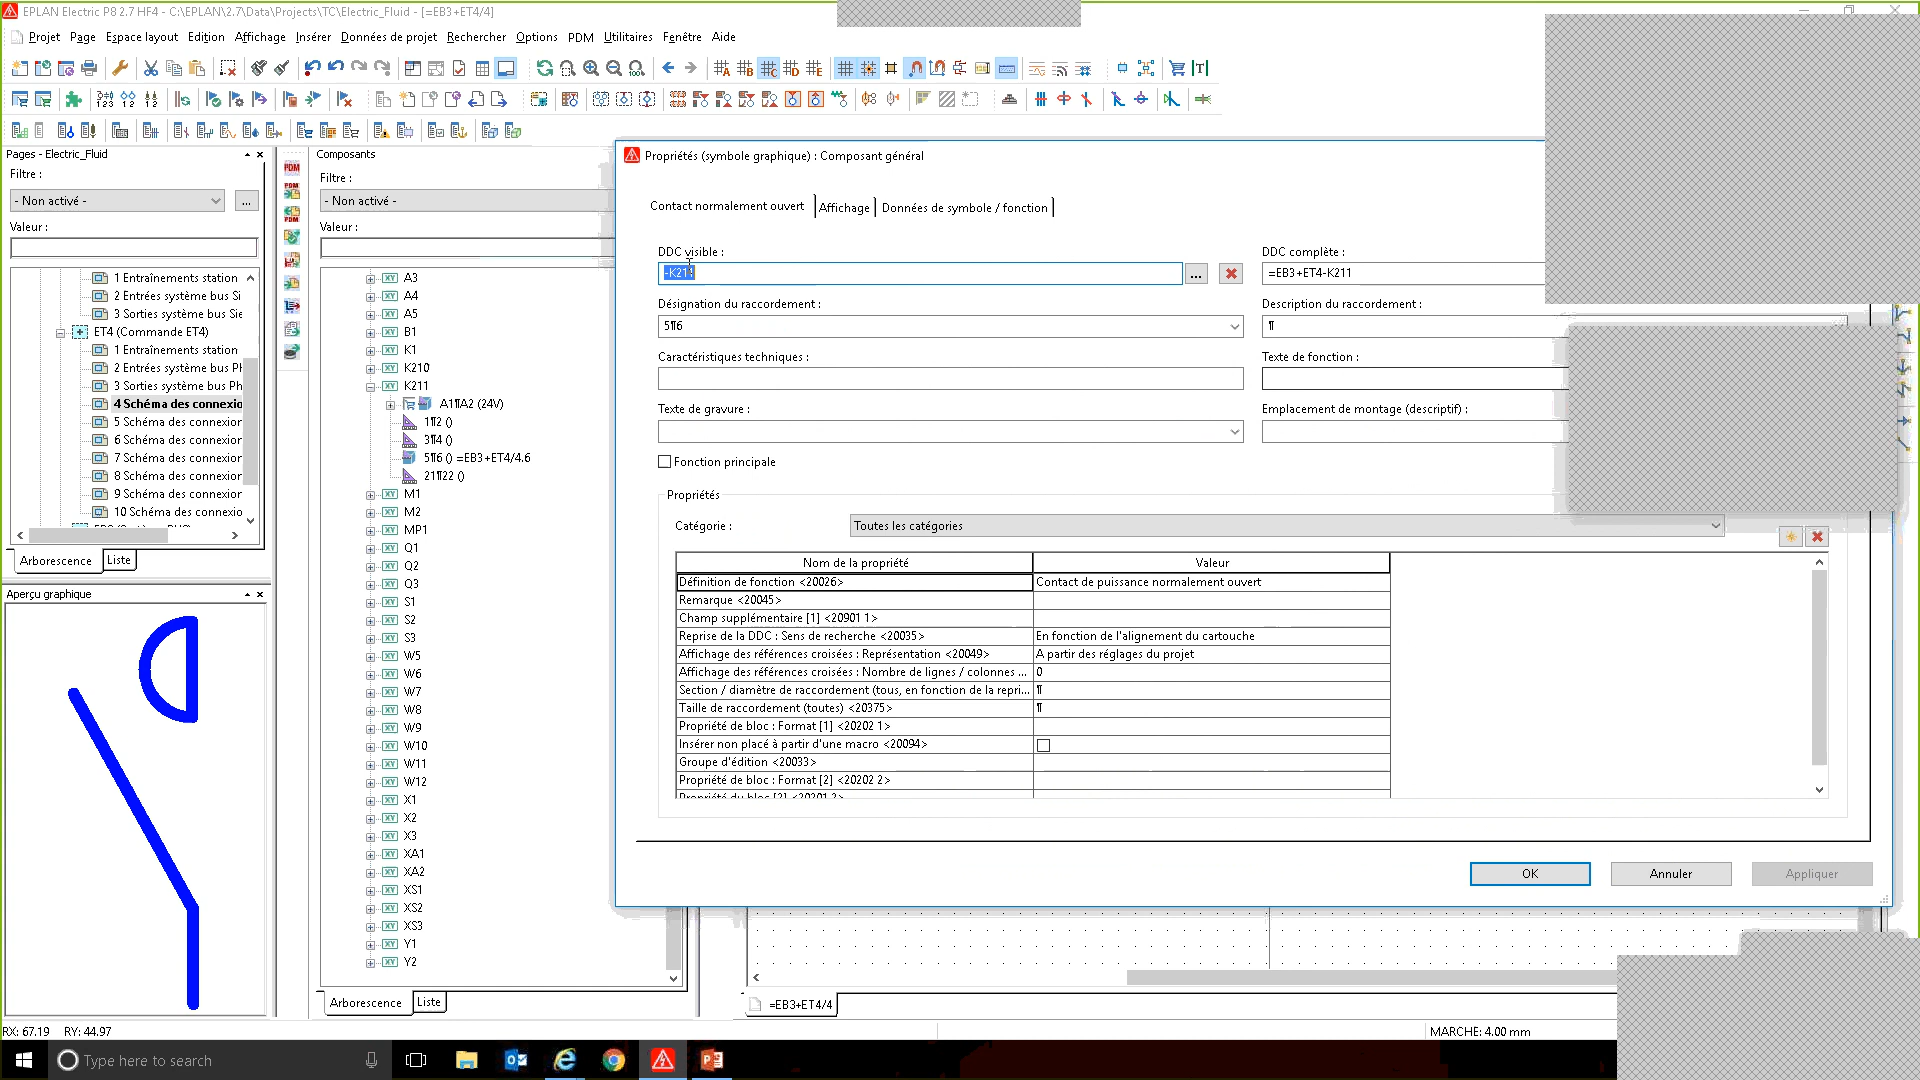 EPLAN Electric P8 2.7 HF4 - C:\EPLAN\2.7\Data\Projects\TC\Electric_Fluid - [=EB3+ET4/4]
Projet Page Espace layout Edition Affichage Insérer Données de projet Rechercher Options PDM Utilitaires Fenêtre Aide
Pages - Electric_Fluid
Filtre :
- Non activé -
...
Valeur :
1 Entraînements station
2 Entrées système bus Si
3 Sorties système bus Sie
ET4 (Commande ET4)
1 Entraînements station
2 Entrées système bus Ph
3 Sorties système bus Ph
4 Schéma des connexio
5 Schéma des connexior
6 Schéma des connexior
7 Schéma des connexior
8 Schéma des connexior
9 Schéma des connexior
10 Schéma des connexio
Arborescence Liste
Aperçu graphique
PDM
PDM
PDM
Composants
Filtre :
- Non activé -
Valeur :
A3
A4
A5
B1
K1
K210
K211
A1¶A2 (24V)
1¶2 ()
3¶4 ()
5¶6 () =EB3+ET4/4.6
21¶22 ()
M1
M2
MP1
Q1
Q2
Q3
S1
S2
S3
W5
W6
W7
W8
W9
W10
W11
W12
X1
X2
X3
XA1
XA2
XS1
XS2
XS3
Y1
Y2
Arborescence Liste
Propriétés (symbole graphique) : Composant général
Contact normalement ouvert Affichage Données de symbole / fonction
DDC visible : DDC complète :
-K211 ... =EB3+ET4-K211
Désignation du raccordement : Description du raccordement :
5¶6 ¶
Caractéristiques techniques : Texte de fonction :
Texte de gravure : Emplacement de montage (descriptif) :
Fonction principale
Propriétés
Catégorie : Toutes les catégories
Nom de la propriété Valeur
Définition de fonction <20026> Contact de puissance normalement ouvert
Remarque <20045>
Champ supplémentaire [1] <20901 1>
Reprise de la DDC : Sens de recherche <20035> En fonction de l'alignement du cartouche
Affichage des références croisées : Représentation <20049> A partir des réglages du projet
Affichage des références croisées : Nombre de lignes / colonnes ... 0
Section / diamètre de raccordement (tous, en fonction de la repri... ¶
Taille de raccordement (toutes) <20375> ¶
Propriété de bloc : Format [1] <20202 1>
Insérer non placé à partir d'une macro <20094>
Groupe d'édition <20033>
Propriété de bloc : Format [2] <20202 2>
Propriété du bloc [2] <20201 2>
OK Annuler Appliquer
=EB3+ET4/4
RX: 67.19 RY: 44.97 MARCHE: 4.00 mm
Type here to search